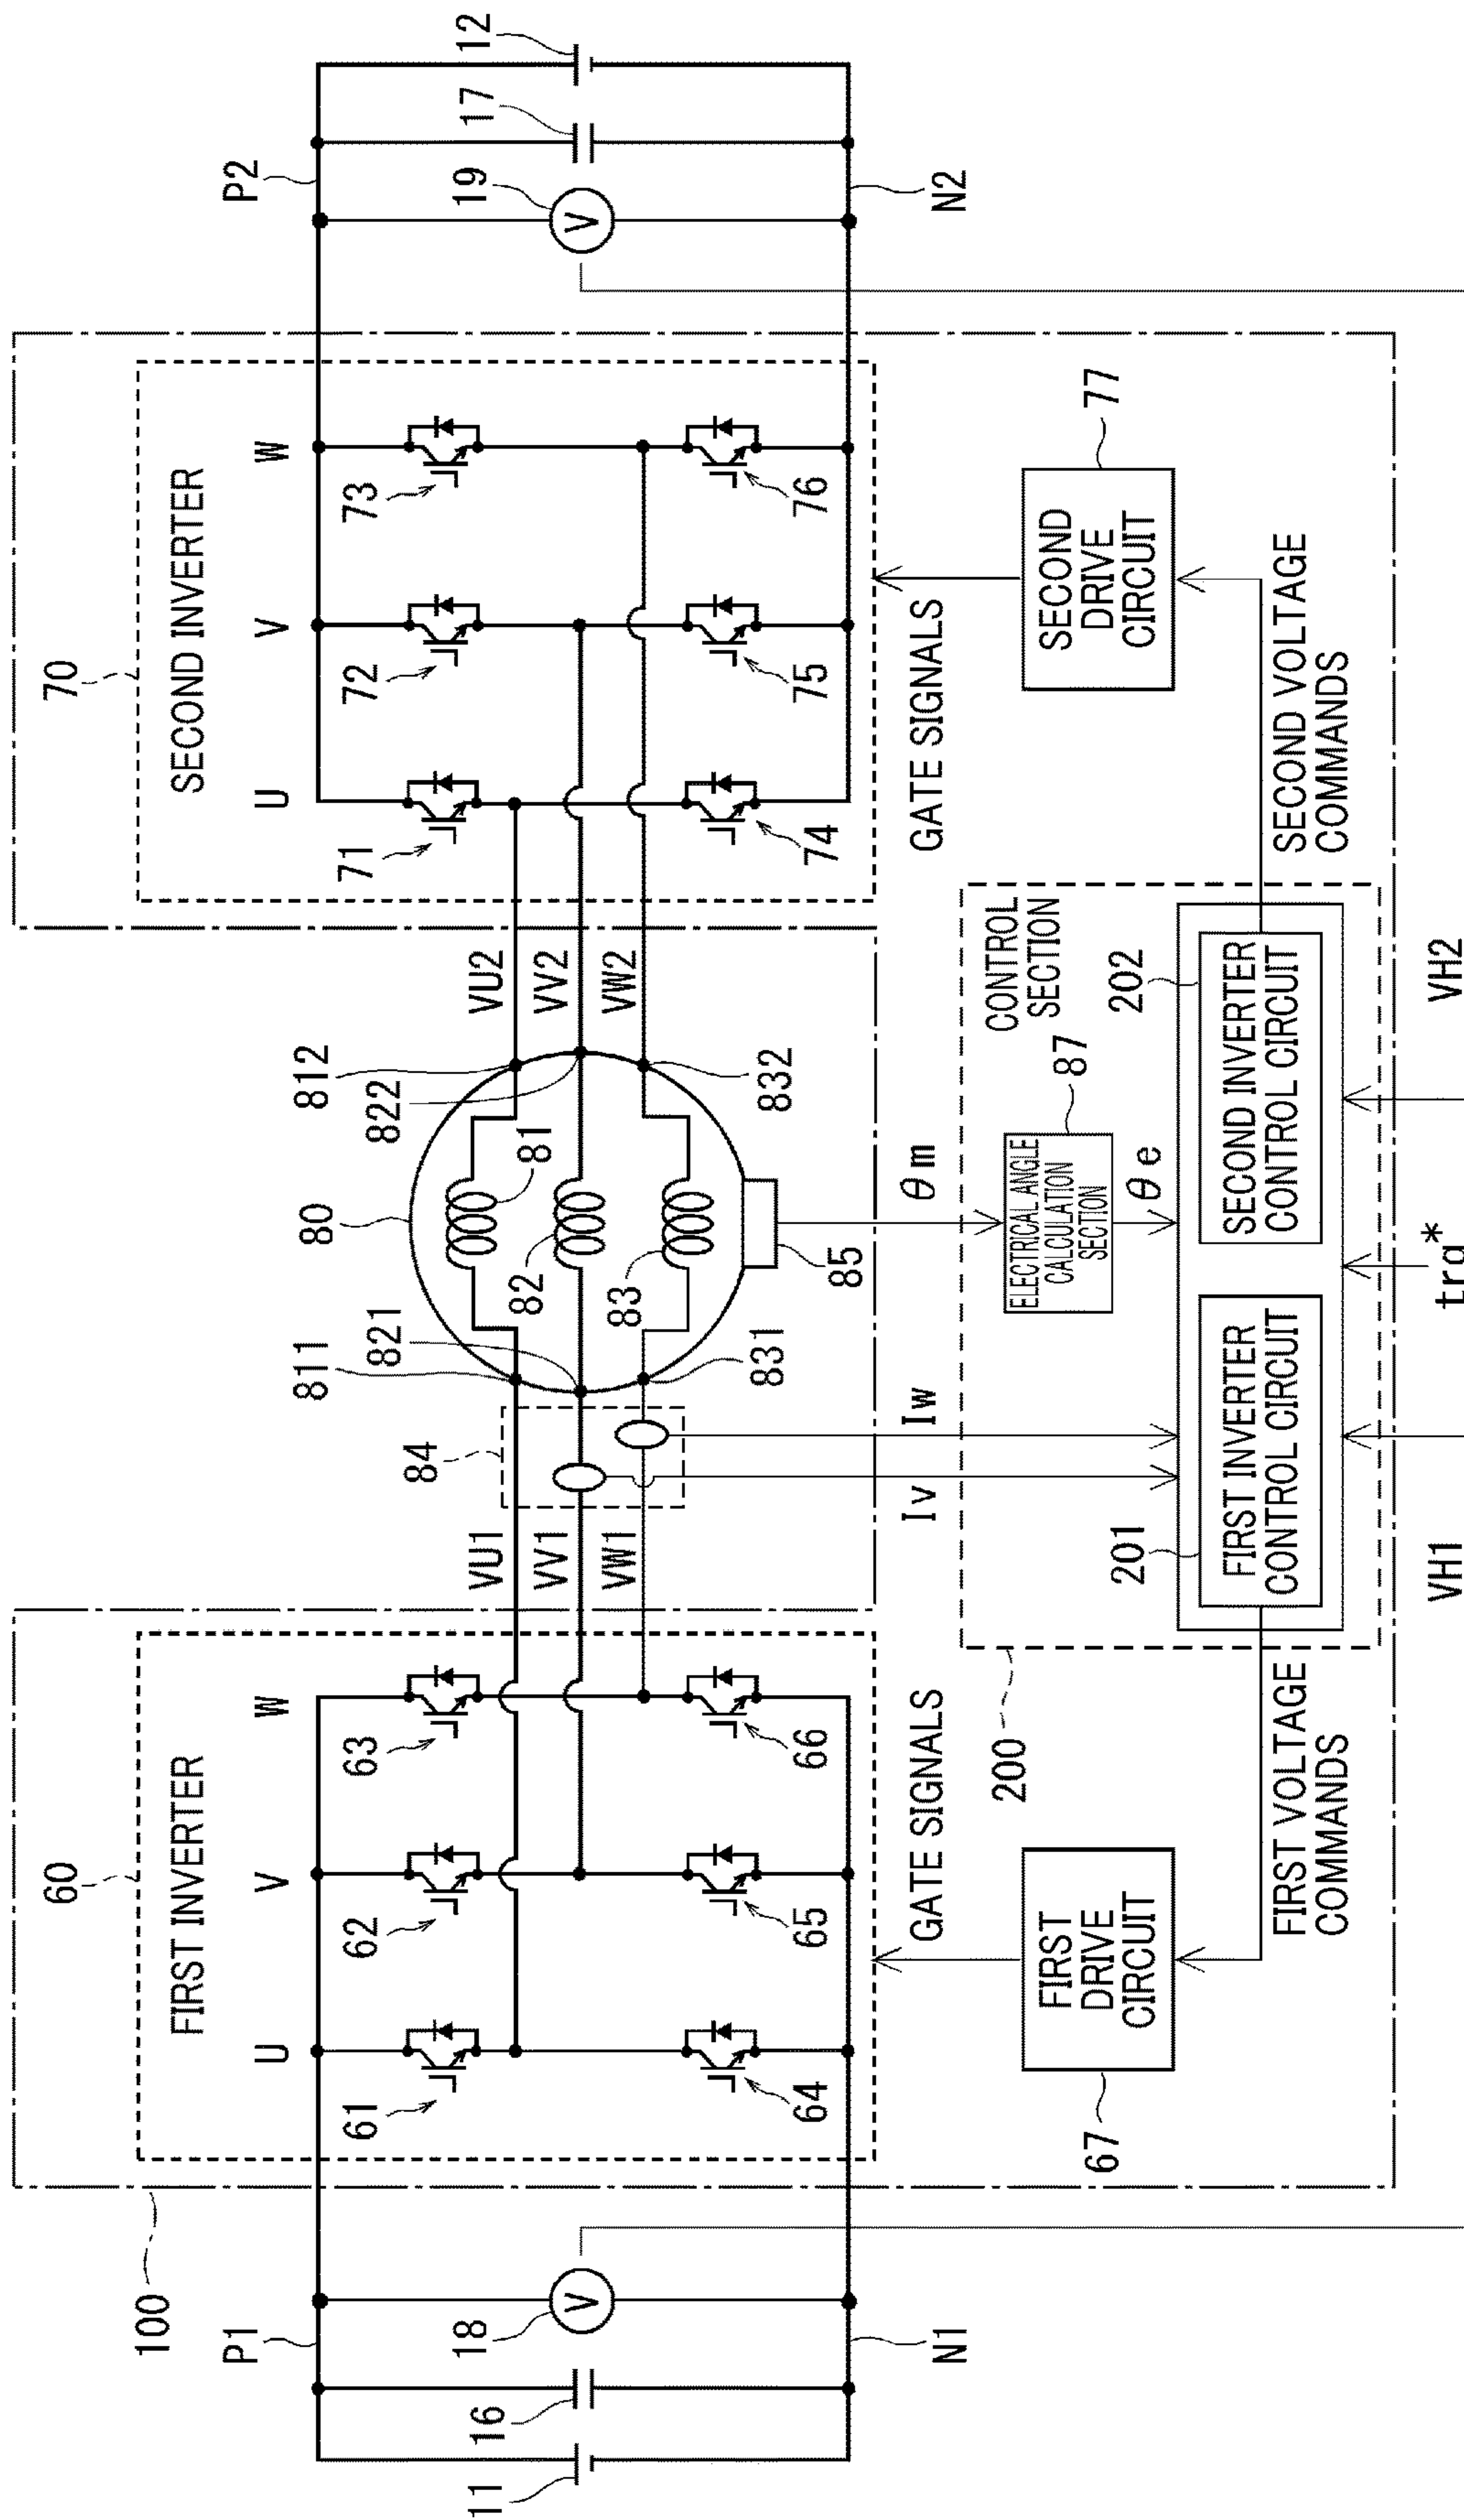 100
60
70
FIRST INVERTER
SECOND INVERTER
P1
U
V
W
U
V
W
P2
61
62
63
71
72
73
11
16
18
V
VU1
VV1
VW1
84
811
821
831
80
81
82
83
85
812
822
832
VU2
VV2
VW2
19
V
17
12
64
65
66
74
75
76
N1
N2
GATE SIGNALS
Iv
Iw
θm
GATE SIGNALS
67
FIRST
DRIVE
CIRCUIT
200
CONTROL
SECTION
ELECTRICAL ANGLE
CALCULATION
SECTION
87
θe
SECOND
DRIVE
CIRCUIT
77
201
202
FIRST INVERTER
CONTROL CIRCUIT
SECOND INVERTER
CONTROL CIRCUIT
FIRST VOLTAGE
COMMANDS
SECOND VOLTAGE
COMMANDS
VH1
trq*
VH2